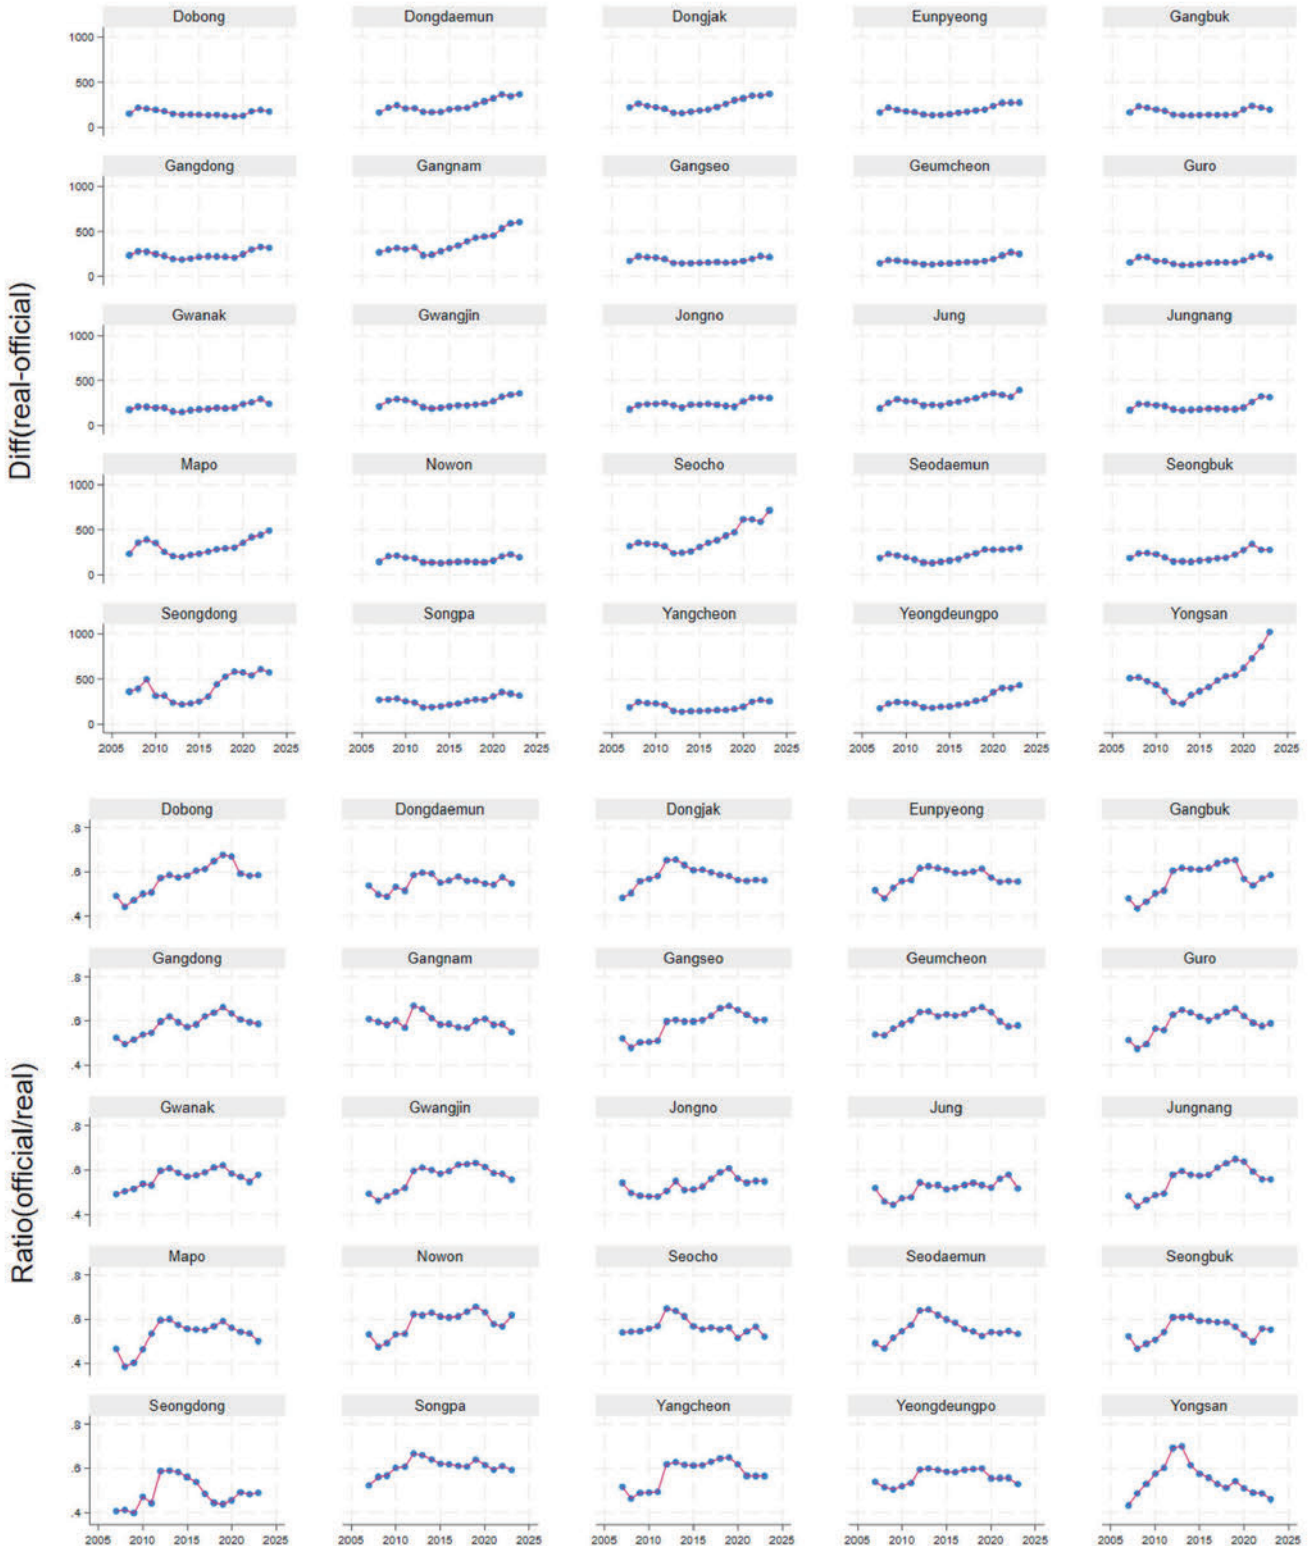 Diff(real-official)
Dobong Dongdaemun Dongjak Eunpyeong Gangbuk
1000
500
0
Gangdong Gangnam Gangseo Geumcheon Guro
1000
500
0
Gwanak Gwangjin Jongno Jung Jungnang
1000
500
0
Mapo Nowon Seocho Seodaemun Seongbuk
1000
500
0
Seongdong Songpa Yangcheon Yeongdeungpo Yongsan
1000
500
0
2005 2010 2015 2020 2025 2005 2010 2015 2020 2025 2005 2010 2015 2020 2025 2005 2010 2015 2020 2025 2005 2010 2015 2020 2025
Ratio(official/real)
Dobong Dongdaemun Dongjak Eunpyeong Gangbuk
.8
.6
.4
Gangdong Gangnam Gangseo Geumcheon Guro
.8
.6
.4
Gwanak Gwangjin Jongno Jung Jungnang
.8
.6
.4
Mapo Nowon Seocho Seodaemun Seongbuk
.8
.6
.4
Seongdong Songpa Yangcheon Yeongdeungpo Yongsan
.8
.6
.4
2005 2010 2015 2020 2025 2005 2010 2015 2020 2025 2005 2010 2015 2020 2025 2005 2010 2015 2020 2025 2005 2010 2015 2020 2025